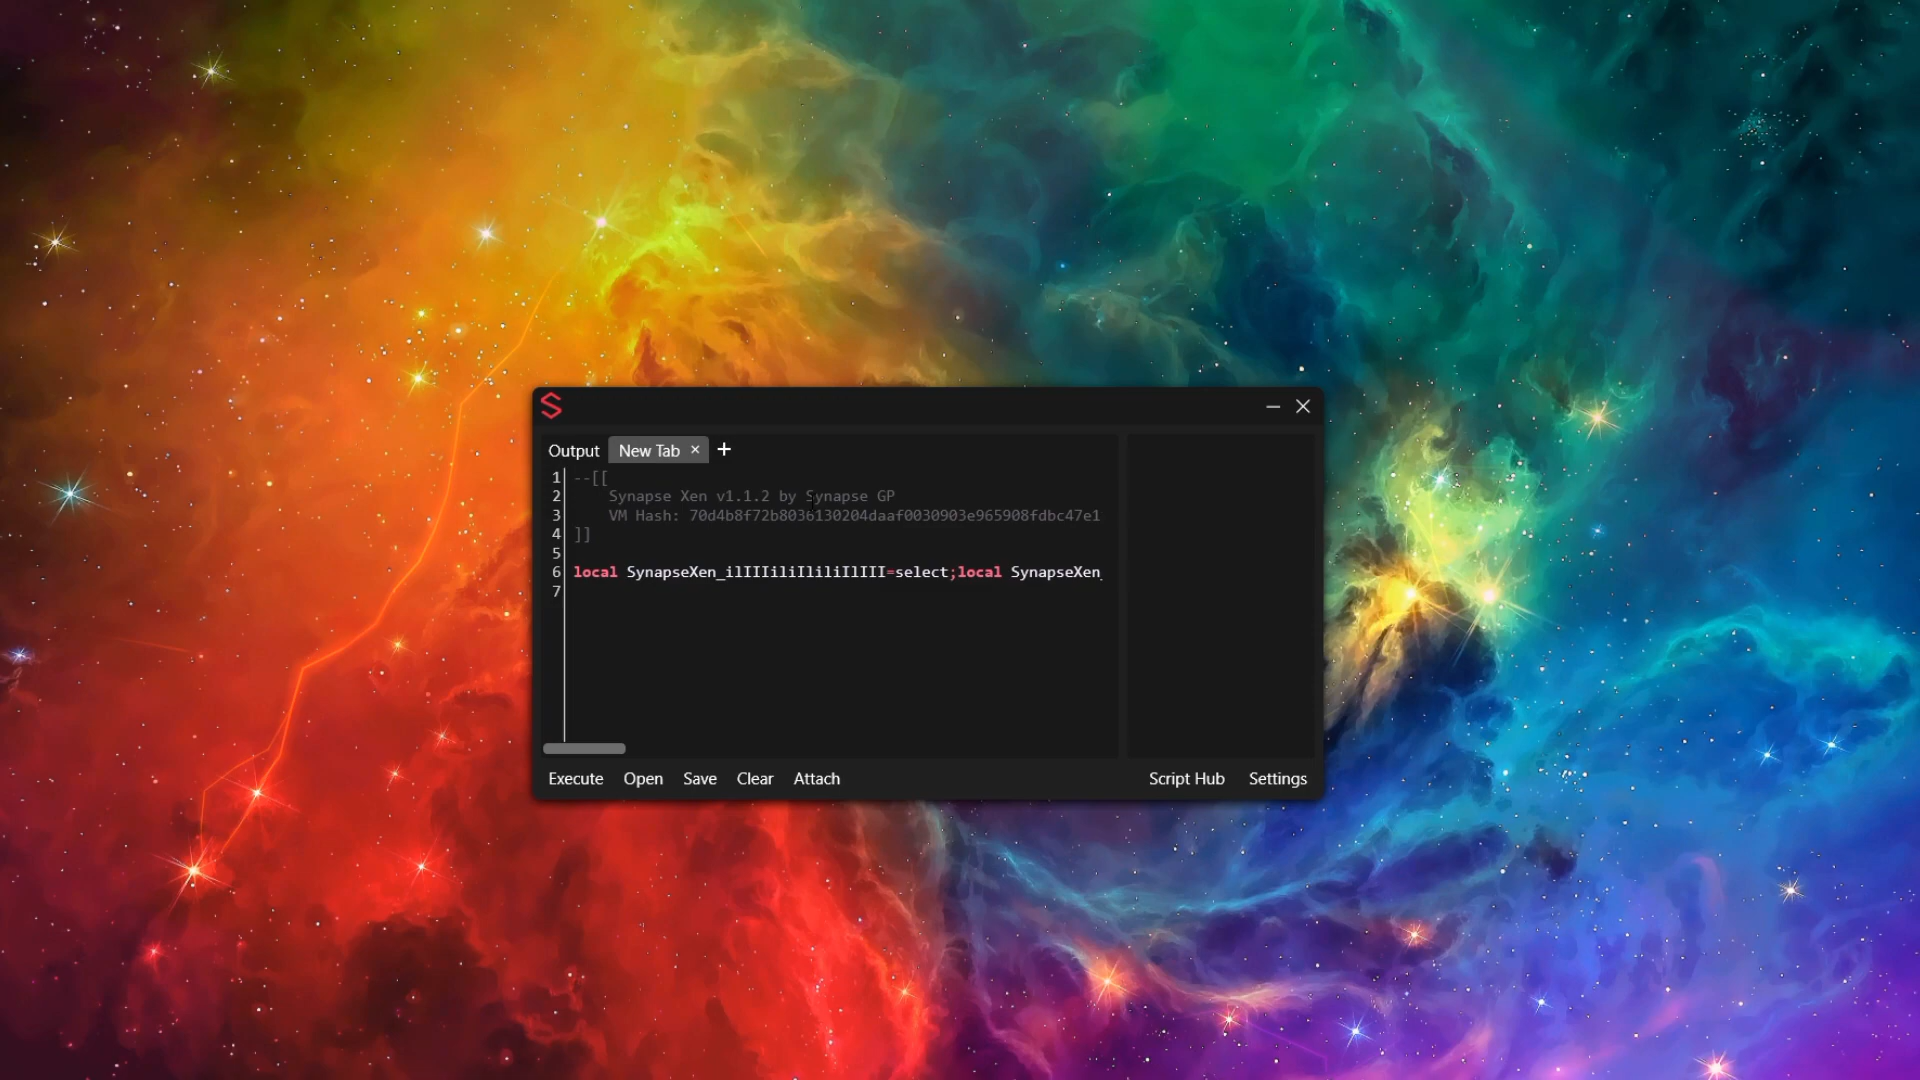 Output New Tab × +
1 --[[
2 Synapse Xen v1.1.2 by Synapse GP
3 VM Hash: 70d4b8f72b8036130204daaf0030903e965908fdbc47e1
4 ]]
5
6 local SynapseXen_ilIIIiliIliliIlIII=select;local SynapseXen_
7
Execute Open Save Clear Attach Script Hub Settings